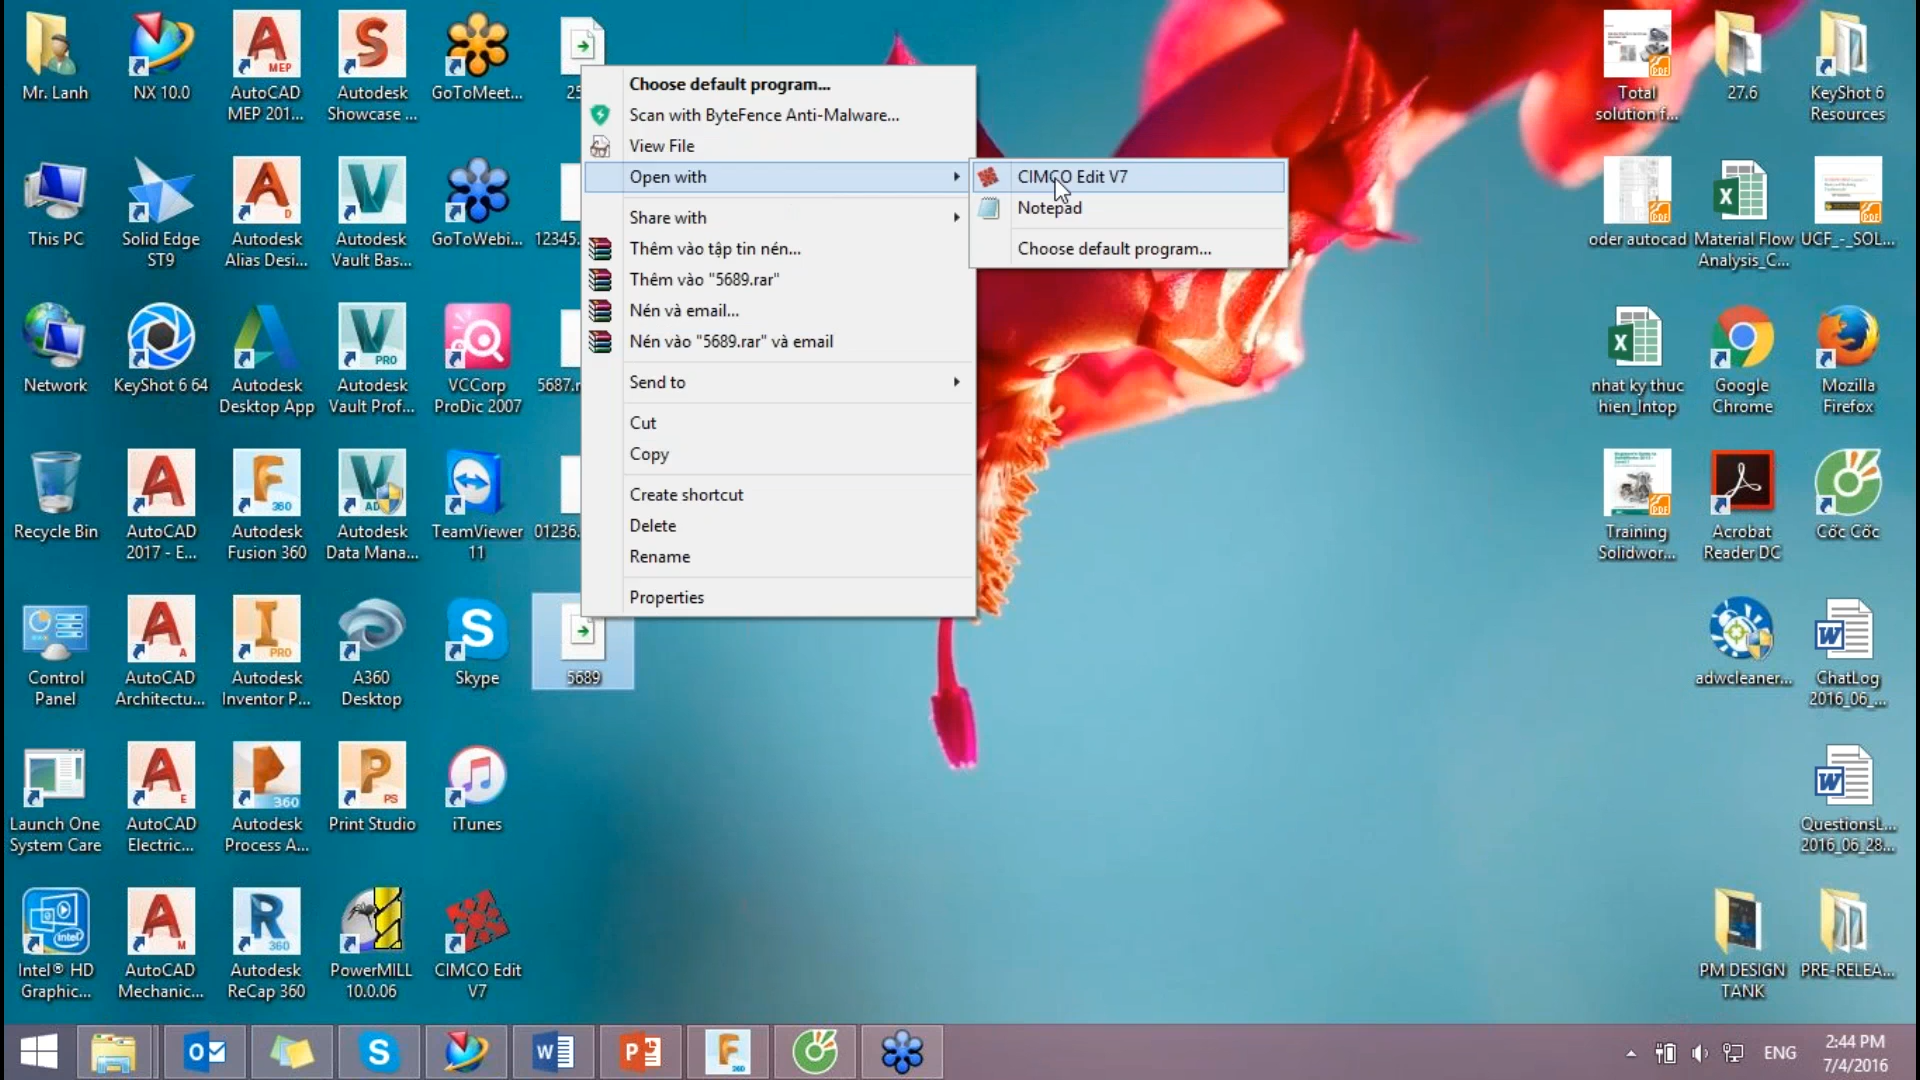 Mr. Lanh
NX 10.0
AutoCAD
MEP 201...
Autodesk
Showcase ...
GoToMeet...
25
This PC
Solid Edge
ST9
Autodesk
Alias Desi...
Autodesk
Vault Bas...
GoToWebi...
12345.
Network
KeyShot 6 64
Autodesk
Desktop App
Autodesk
Vault Prof...
VCCorp
ProDic 2007
5687.r
Recycle Bin
AutoCAD
2017 - E...
Autodesk
Fusion 360
Autodesk
Data Mana...
TeamViewer
11
01236.
Control
Panel
AutoCAD
Architectu...
Autodesk
Inventor P...
A360
Desktop
Skype
5689
Launch One
System Care
AutoCAD
Electric...
Autodesk
Process A...
Print Studio
iTunes
Intel® HD
Graphic...
AutoCAD
Mechanic...
Autodesk
ReCap 360
PowerMILL
10.0.06
CIMCO Edit
V7
Choose default program...
Scan with ByteFence Anti-Malware...
View File
Open with
Share with
Thêm vào tập tin nén...
Thêm vào "5689.rar"
Nén và email...
Nén vào "5689.rar" và email
Send to
Cut
Copy
Create shortcut
Delete
Rename
Properties
CIMCO Edit V7
Notepad
Choose default program...
Total
solution f...
27.6
KeyShot 6
Resources
oder autocad
Material Flow
Analysis_C...
UCF_-_SOL...
nhat ky thuc
hien_Intop
Google
Chrome
Mozilla
Firefox
Training
Solidwor...
Acrobat
Reader DC
Cốc Cốc
adwcleaner...
ChatLog
2016_06_...
QuestionsL...
2016_06_28...
PM DESIGN
TANK
PRE-RELEA...
ENG
2:44 PM
7/4/2016